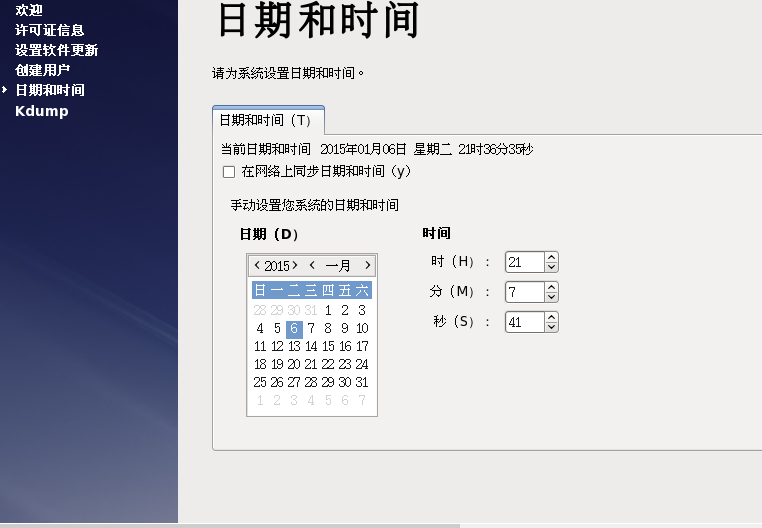 欢迎
许可证信息
设置软件更新
创建用户
日期和时间
Kdump
日期和时间
请为系统设置日期和时间。
日期和时间（T）
当前日期和时间 2015年01月06日 星期二 21时36分35秒
在网络上同步日期和时间（y）
手动设置您系统的日期和时间
日期（D）
2015 一月
日 一 二 三 四 五 六
28 29 30 31 1 2 3
4 5 6 7 8 9 10
11 12 13 14 15 16 17
18 19 20 21 22 23 24
25 26 27 28 29 30 31
1 2 3 4 5 6 7
时间
时（H）： 21
分（M）： 7
秒（S）： 41